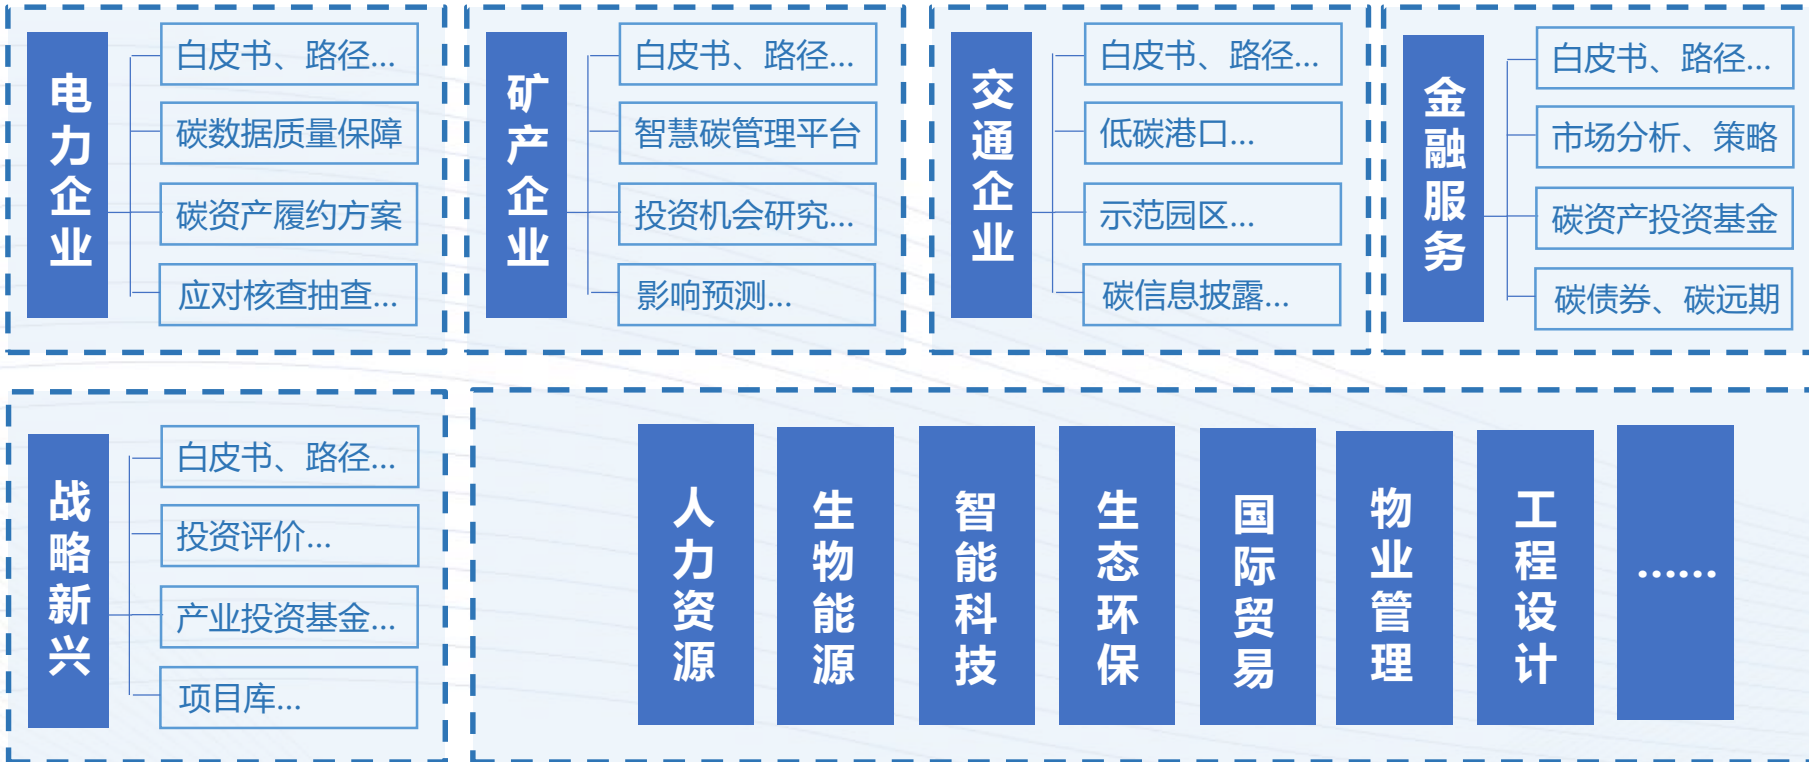 电力企业
白皮书、路径...
碳数据质量保障
碳资产履约方案
应对核查抽查...
矿产企业
白皮书、路径...
智慧碳管理平台
投资机会研究...
影响预测...
交通企业
白皮书、路径...
低碳港口...
示范园区...
碳信息披露...
金融服务
白皮书、路径...
市场分析、策略
碳资产投资基金
碳债券、碳远期
战略新兴
白皮书、路径...
投资评价...
产业投资基金...
项目库...
人力资源
生物能源
智能科技
生态环保
国际贸易
物业管理
工程设计
......